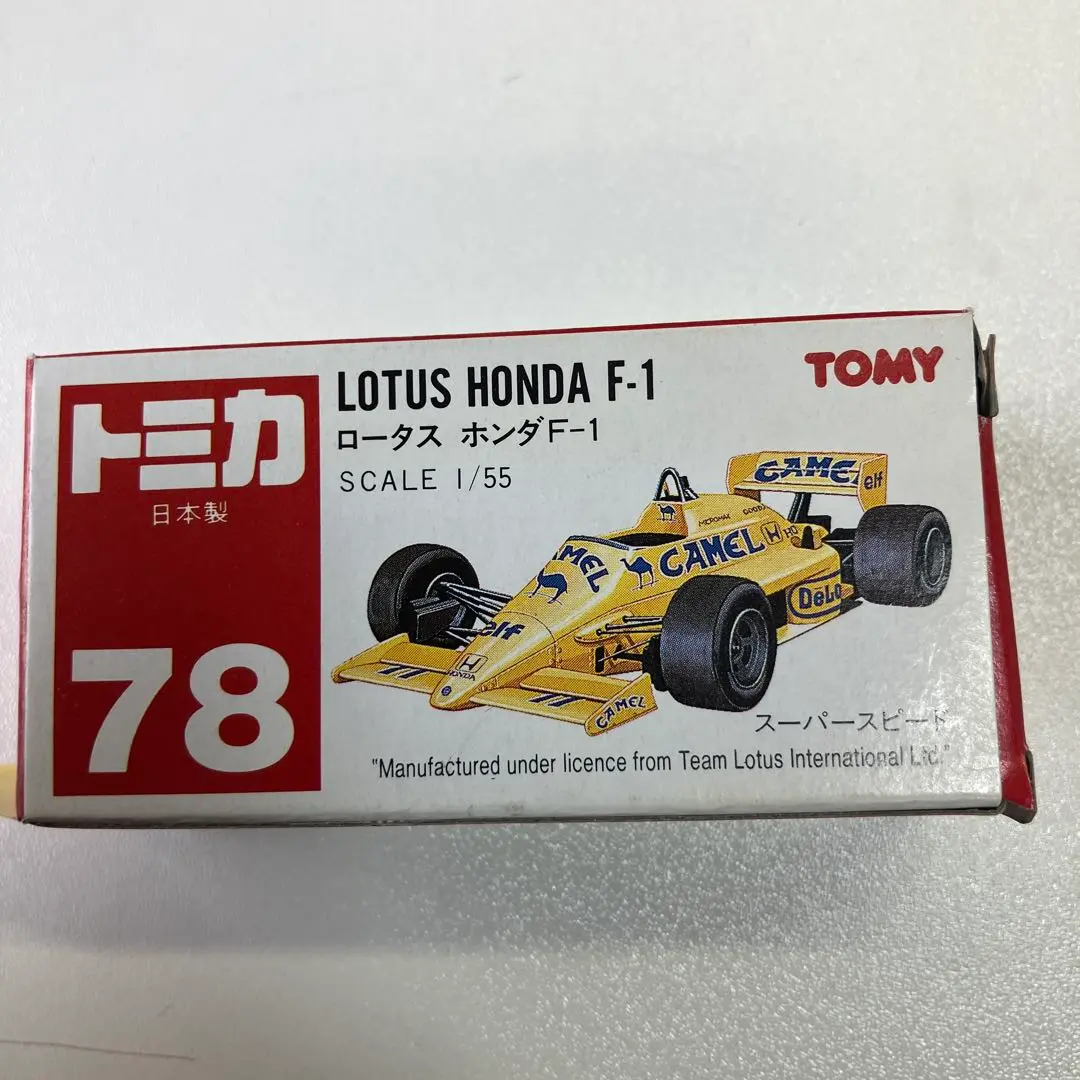 トミカ
日本製
78
LOTUS HONDA F-1
ロータス ホンダF-1
SCALE 1/55
TOMY
CAMEL
elf
CAMEL
HONDA
CAMEL
elf
DeLo
CAMEL
スーパースピード
"Manufactured under licence from Team Lotus International Ltd."